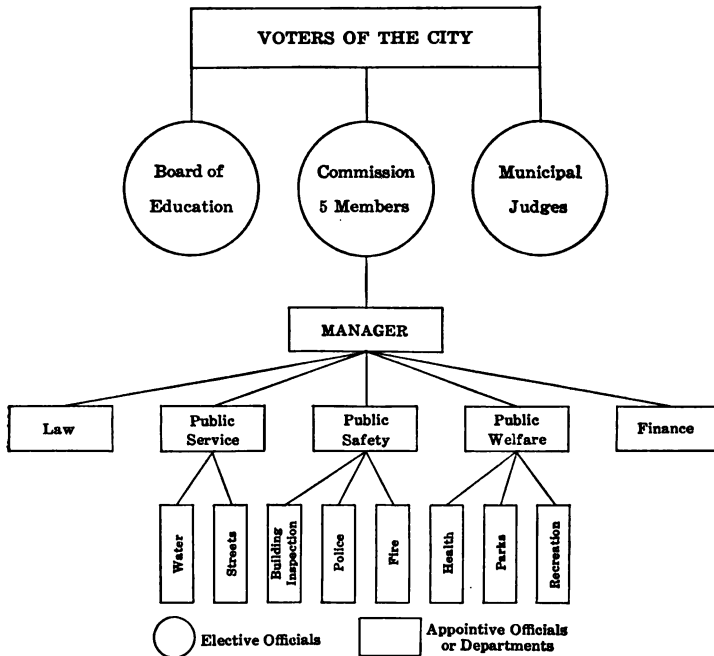 VOTERS OF THE CITY
Board of
Education
Commission
5 Members
Municipal
Judges
MANAGER
Law
Public
Service
Public
Safety
Public
Welfare
Finance
Water
Streets
Building
Inspection
Police
Fire
Health
Parks
Recreation
Elective Officials
Appointive Officials
or Departments